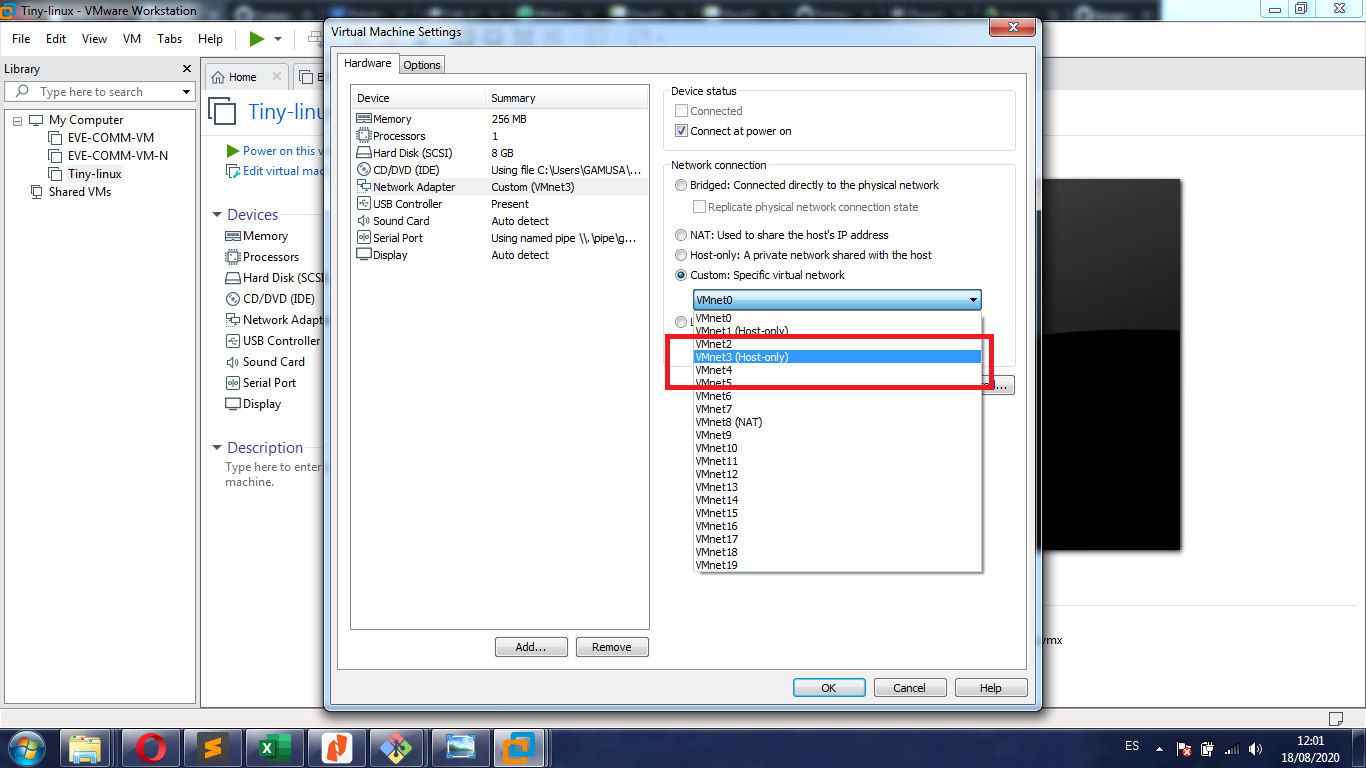 Tiny-linux - VMware Workstation
File Edit View VM Tabs Help
Library
Type here to search
My Computer
EVE-COMM-VM
EVE-COMM-VM-N
Tiny-linux
Shared VMs
Home
Power on this v
Devices
Memory
Processors
Hard Disk (SCSI
CD/DVD (IDE)
Network Adapt
USB Controller
Sound Card
Serial Port
Display
Description
Type here to enter
machine.
Virtual Machine Settings
Hardware Options
Device Summary
Memory 256 MB
Processors 1
Hard Disk (SCSI) 8 GB
CD/DVD (IDE) Using file C:\Users\GAMUSA\...
Network Adapter Custom (VMnet3)
USB Controller Present
Sound Card Auto detect
Serial Port Using named pipe \\.\pipe\g...
Display Auto detect
Add... Remove
Device status
Connected
Connect at power on
Network connection
Bridged: Connected directly to the physical network
Replicate physical network connection state
NAT: Used to share the host's IP address
Host-only: A private network shared with the host
Custom: Specific virtual network
VMnet0
VMnet0
VMnet1 (Host-only)
VMnet2
VMnet3 (Host-only)
VMnet4
VMnet5
VMnet6
VMnet7
VMnet8 (NAT)
VMnet9
VMnet10
VMnet11
VMnet12
VMnet13
VMnet14
VMnet15
VMnet16
VMnet17
VMnet18
VMnet19
OK Cancel Help
vmx
ES
12:01
18/08/2020